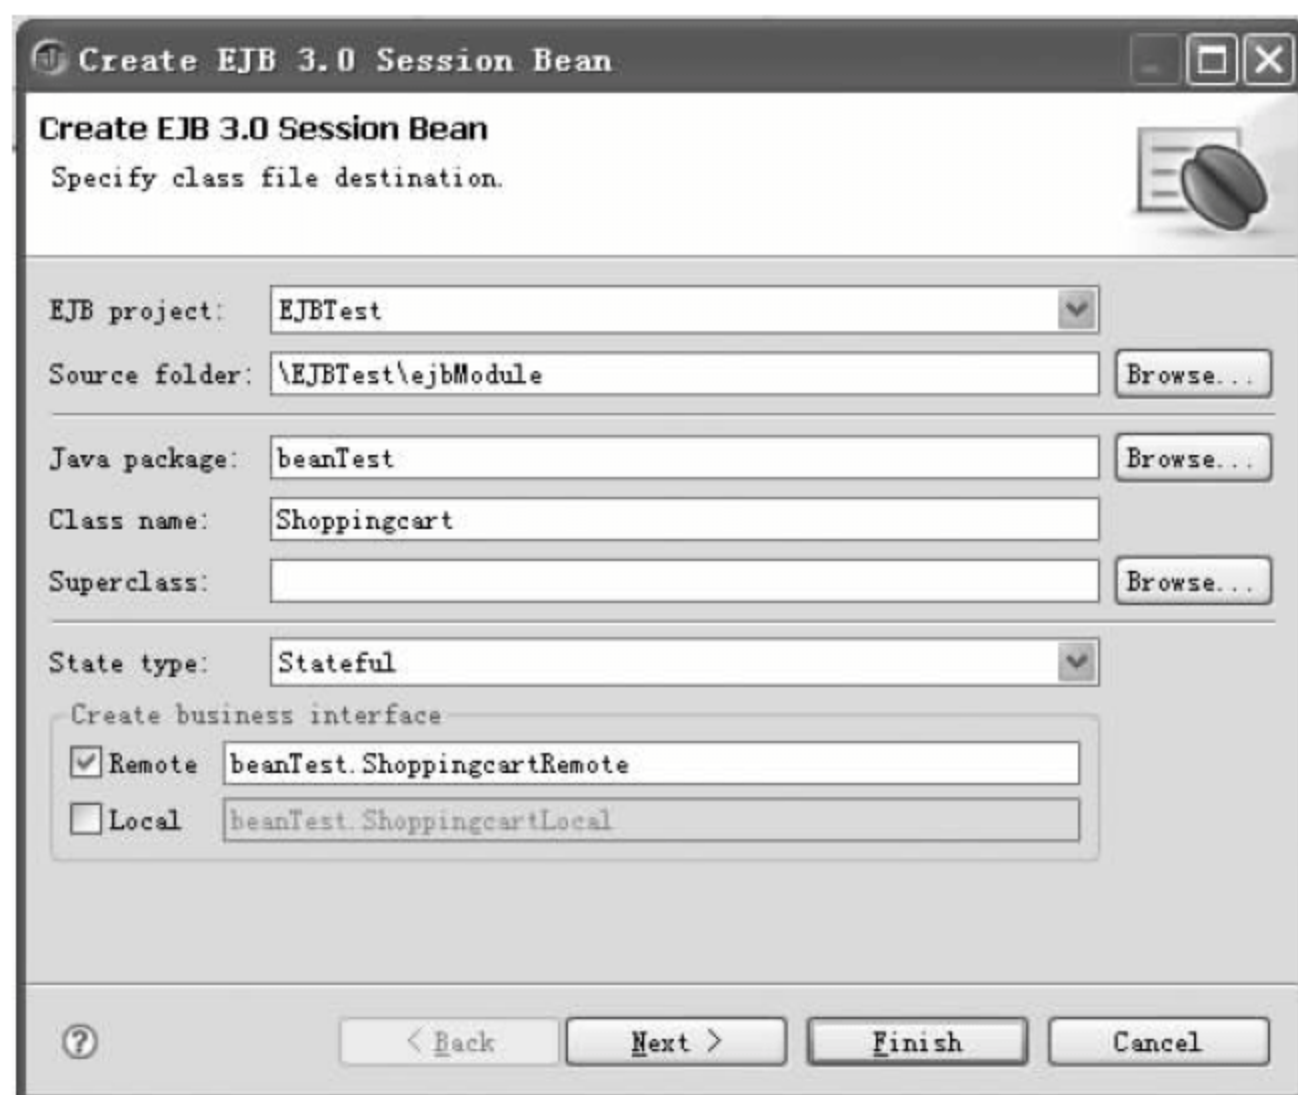 Create EJB 3.0 Session Bean
Create EJB 3.0 Session Bean
Specify class file destination.
EJB project: EJBTest
Source folder: \EJBTest\ejbModule Browse...
Java package: beanTest Browse...
Class name: Shoppingcart
Superclass: Browse...
State type: Stateful
Create business interface
Remote beanTest.ShoppingcartRemote
Local beanTest.ShoppingcartLocal
? < Back Next > Finish Cancel